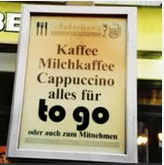 Kaffee
Milchkaffee
Cappuccino
alles für
to go
oder auch zum Mitnehmen